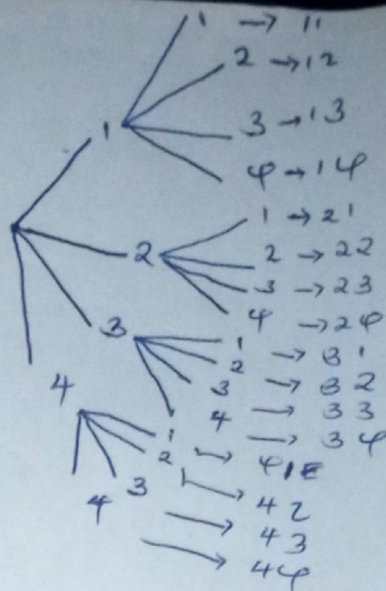 1 → 11
2 → 12
1
3 → 13
4 → 14
1 → 21
2
2 → 22
3 → 23
4 → 24
3
1
2 → 31
3 → 32
4 → 33
4
1 → 34
2 → 41
→ 42
3
4
→ 43
→ 44